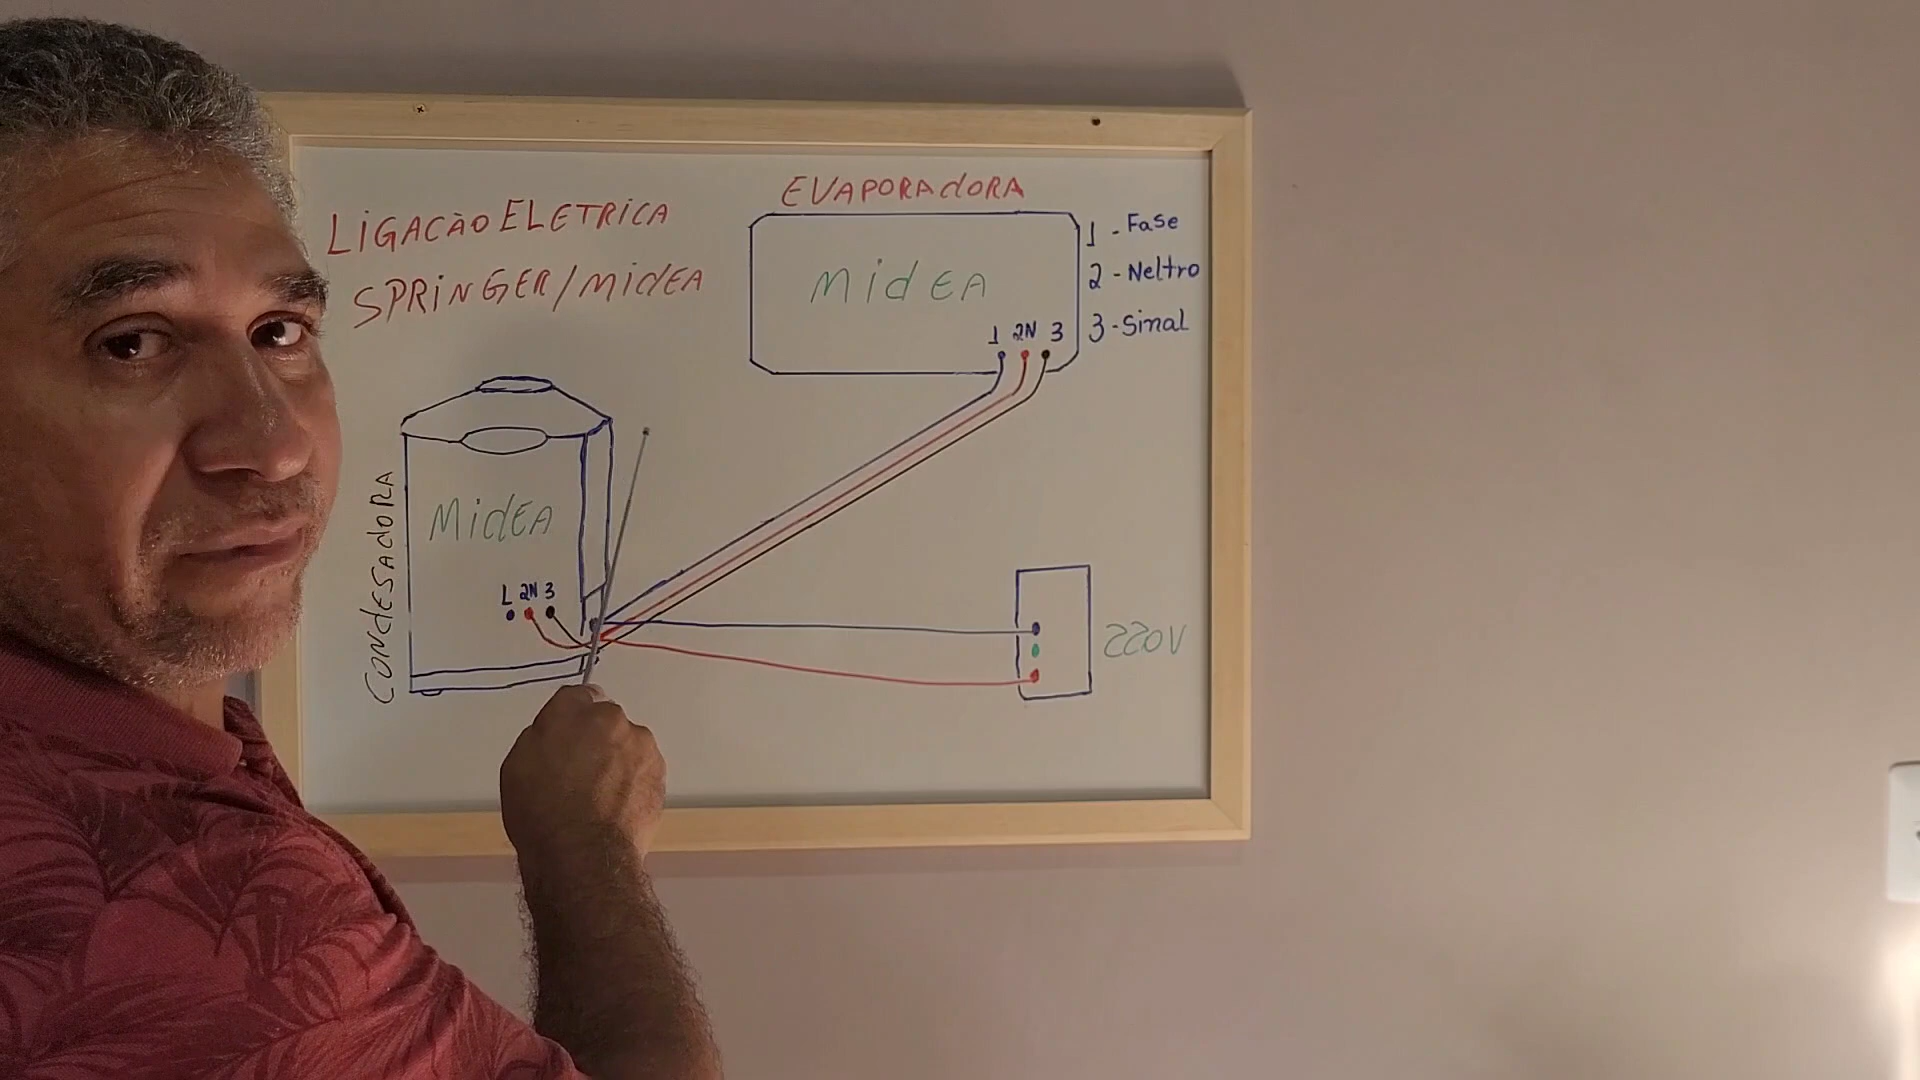 LIGACÃO ELETRICA
SPRINGER/MIDEA
EVAPORAdORA
MidEA
1 2N 3
1 - Fase
2 - Neltro
3 - Sinal
CONdESAdORA
MidEA
L 2N 3
220V